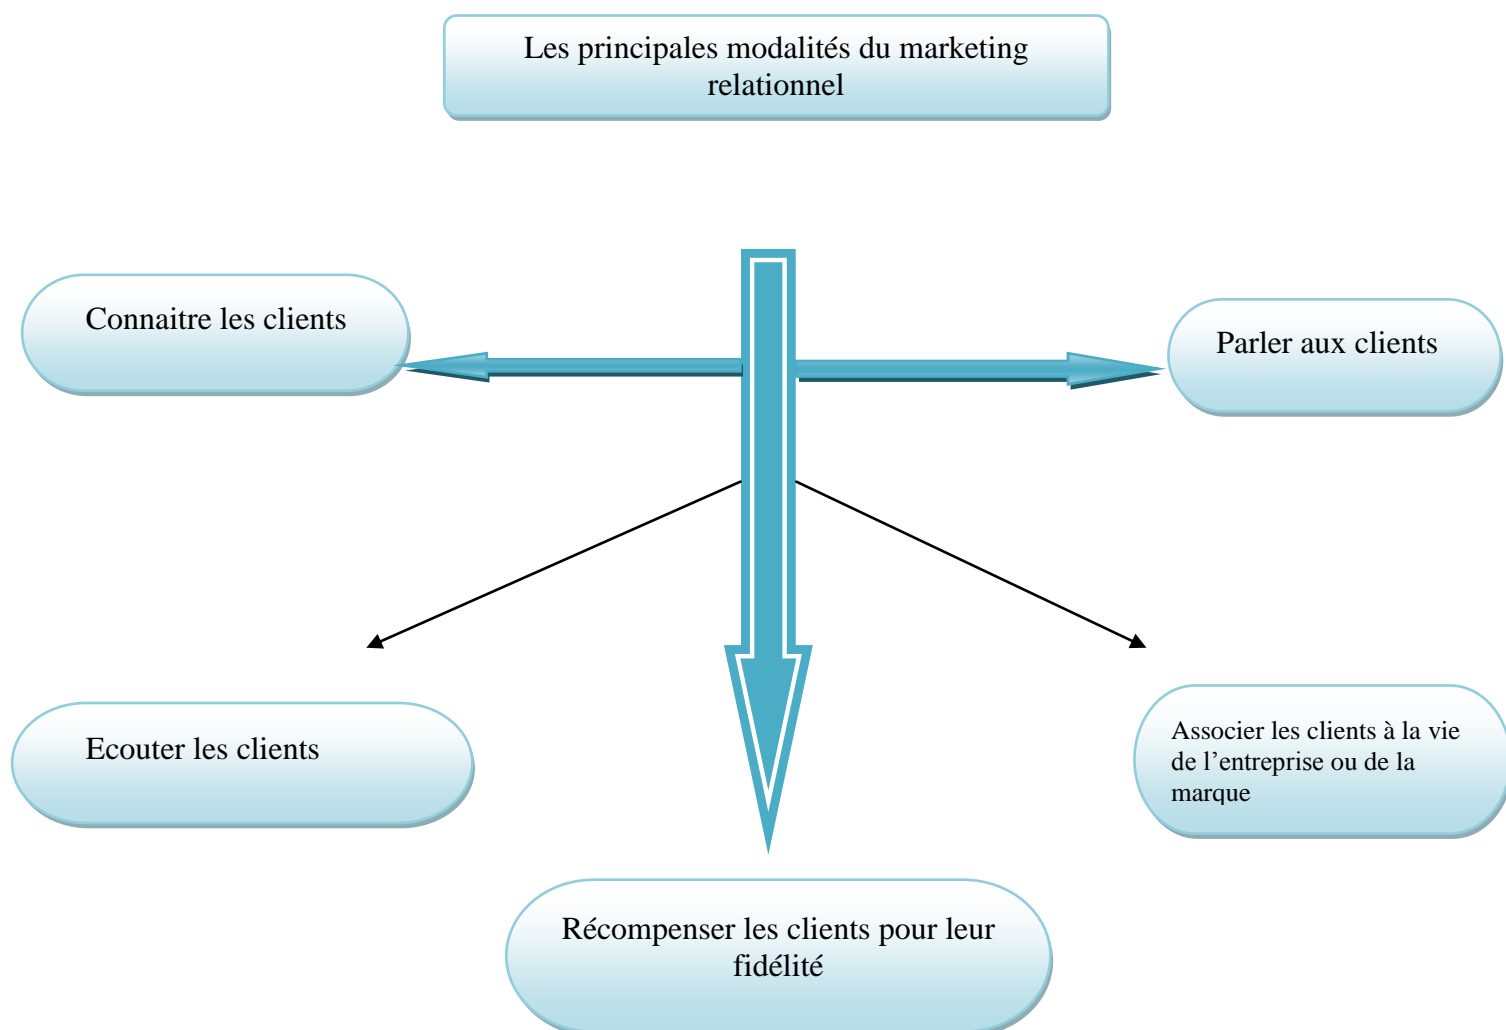 Les principales modalités du marketing
relationnel
Connaitre les clients
Parler aux clients
Ecouter les clients
Associer les clients à la vie
de l’entreprise ou de la
marque
Récompenser les clients pour leur
fidélité